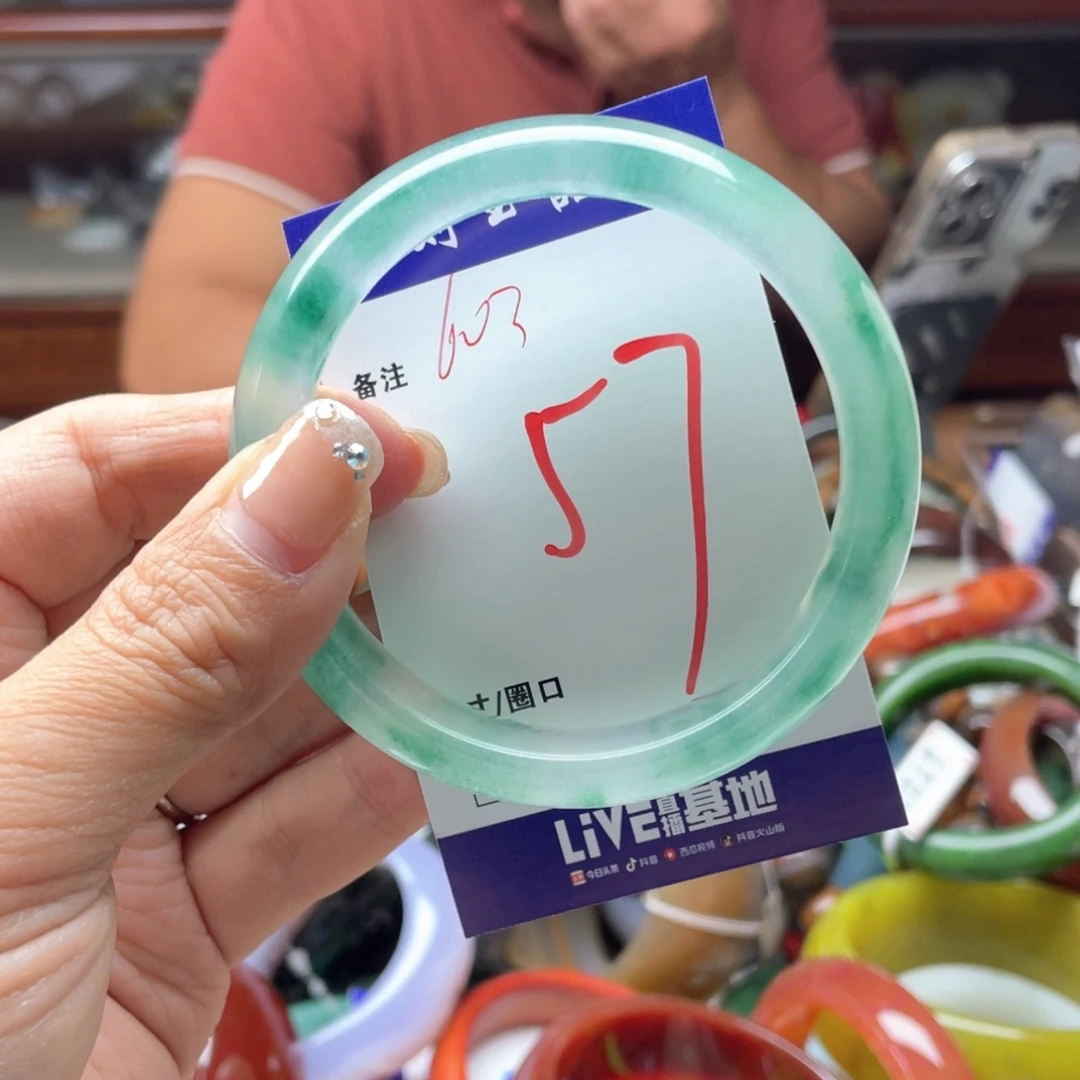 603
备注
57
寸/圈口
LiVE直播基地
今日头条 抖音 西瓜视频 抖音火山版